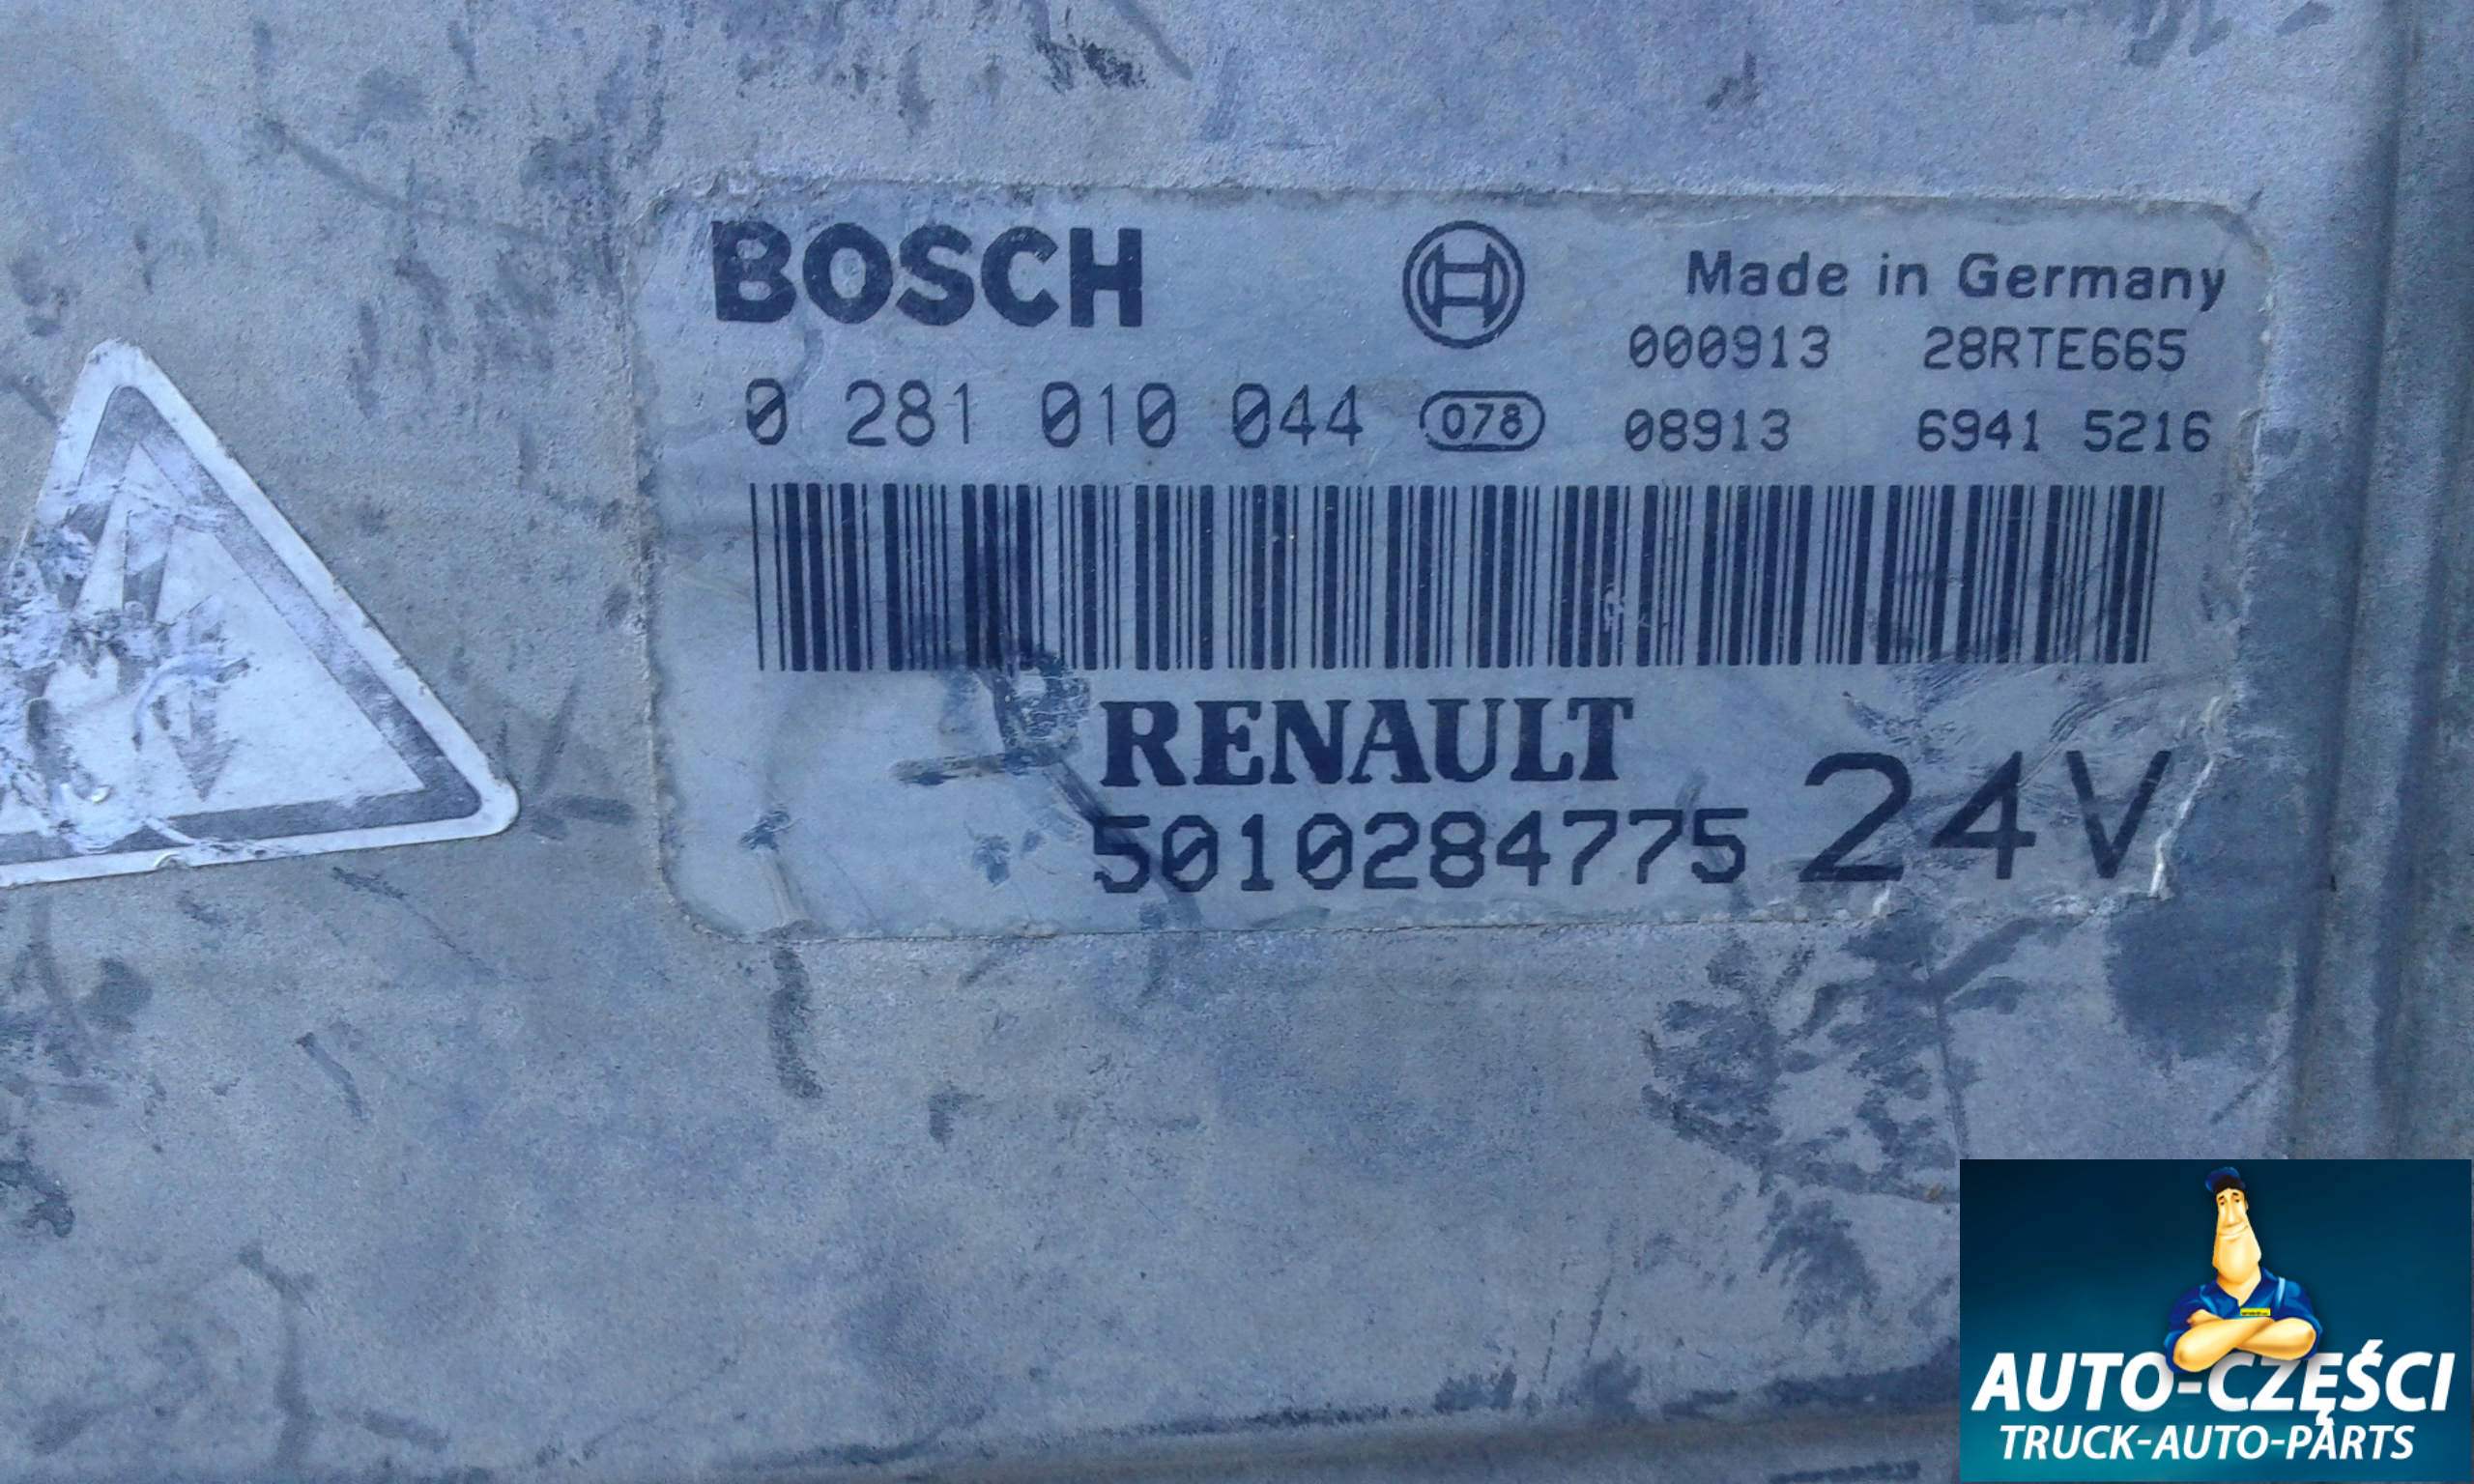 BOSCH
Made in Germany
000913 28RTE665
0 281 010 044 078 08913 6941 5216
RENAULT
5010284775 24V
AUTO-CZĘŚCI
TRUCK-AUTO-PARTS